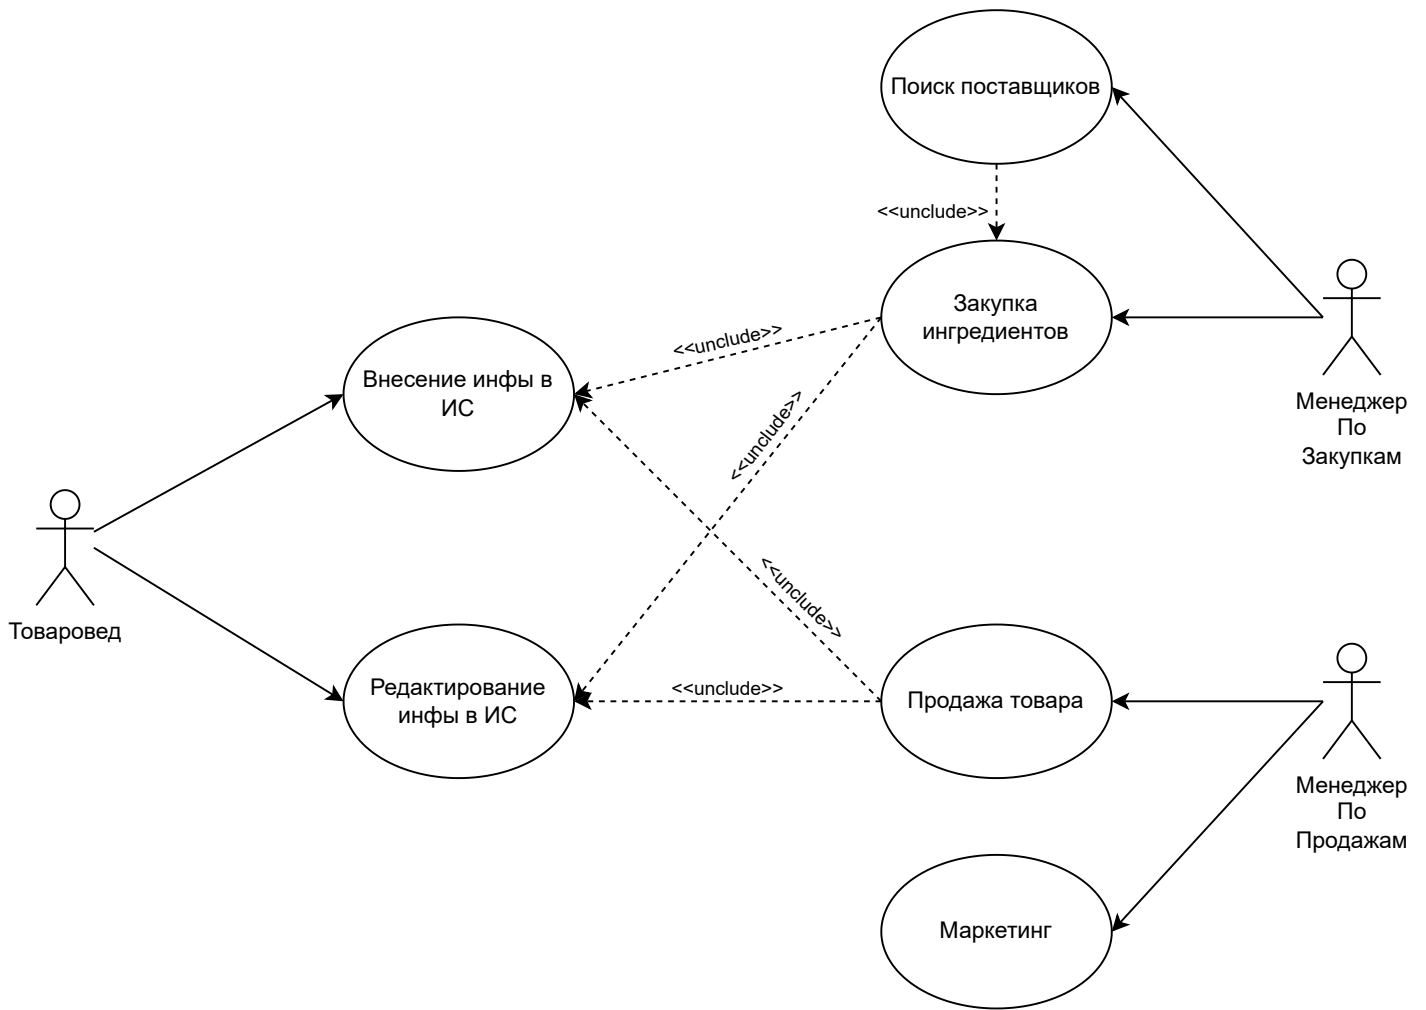 Поиск поставщиков
<<unclude>>
Закупка
ингредиентов
<<unclude>>
Внесение инфы в
ИС
<<unclude>>
Менеджер
По
Закупкам
<<unclude>>
Товаровед
Редактирование
инфы в ИС
<<unclude>>
Продажа товара
Менеджер
По
Продажам
Маркетинг